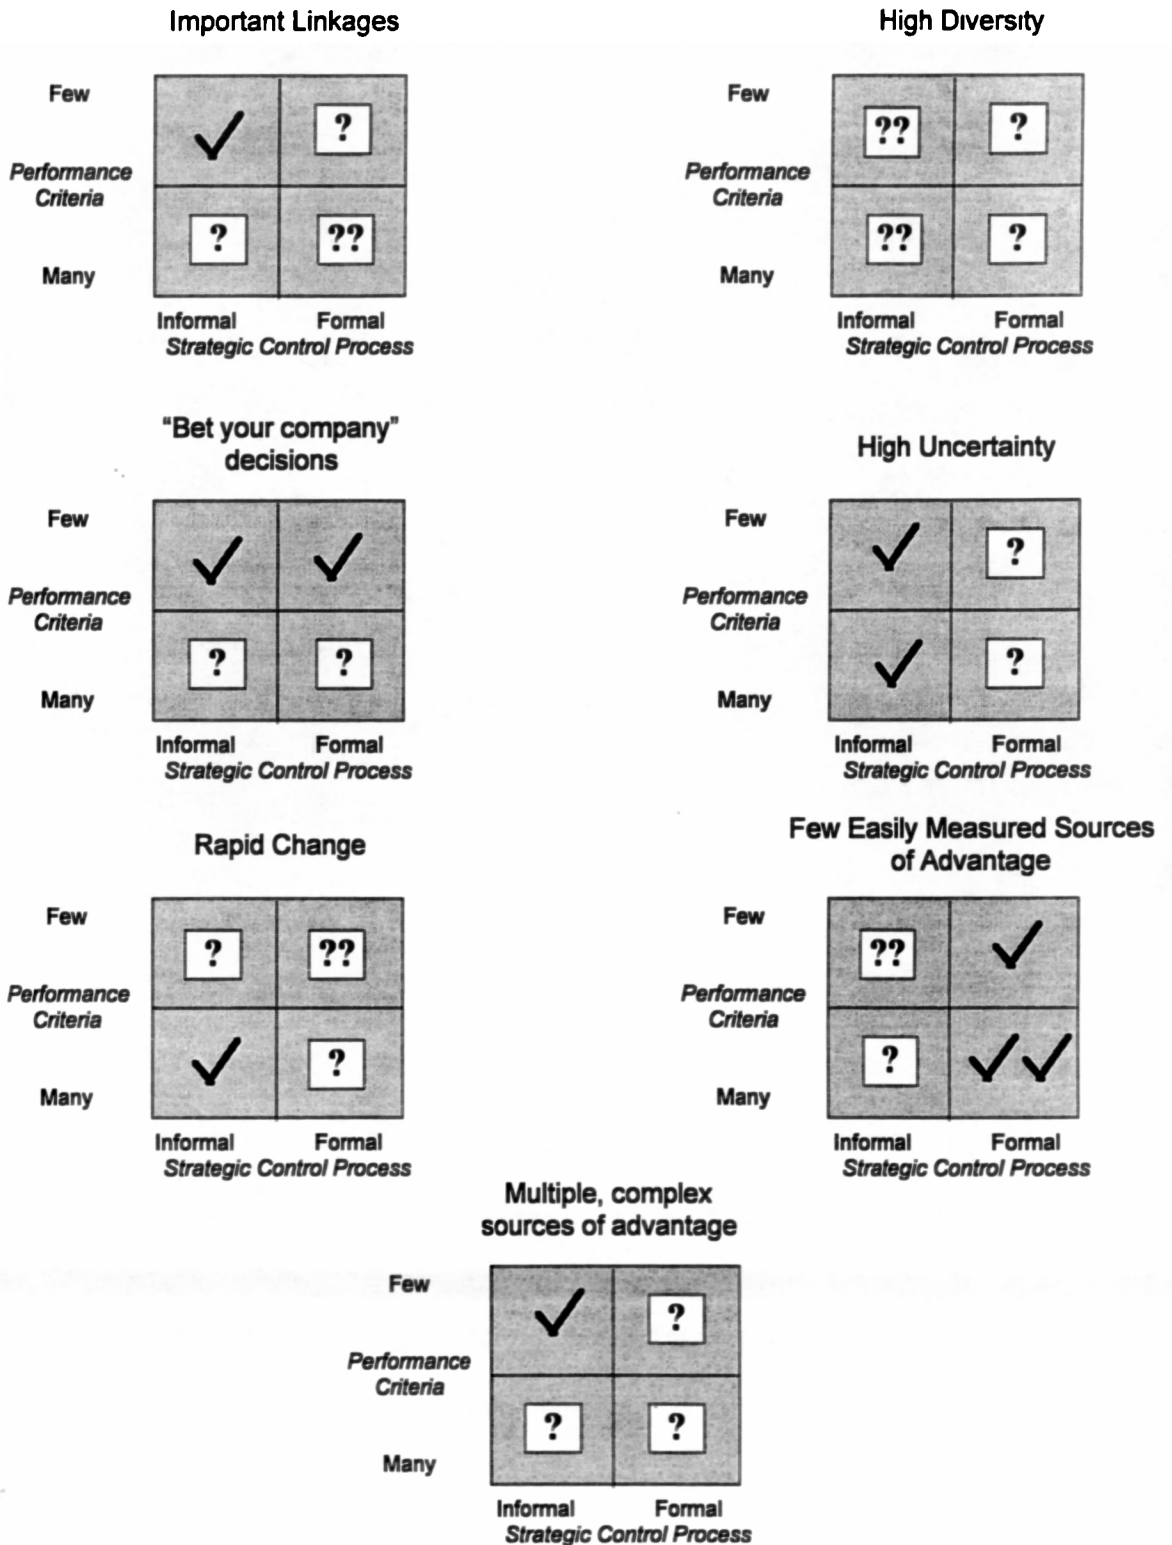 Important Linkages
Few
?
Performance
Criteria
?
??
Many
Informal Formal
Strategic Control Process
High Diversity
Few
??
?
Performance
Criteria
??
?
Many
Informal Formal
Strategic Control Process
"Bet your company"
decisions
Few
Performance
Criteria
?
?
Many
Informal Formal
Strategic Control Process
High Uncertainty
Few
?
Performance
Criteria
?
Many
Informal Formal
Strategic Control Process
Rapid Change
Few
?
??
Performance
Criteria
?
Many
Informal Formal
Strategic Control Process
Few Easily Measured Sources
of Advantage
Few
??
Performance
Criteria
?
Many
Informal Formal
Strategic Control Process
Multiple, complex
sources of advantage
Few
?
Performance
Criteria
?
?
Many
Informal Formal
Strategic Control Process